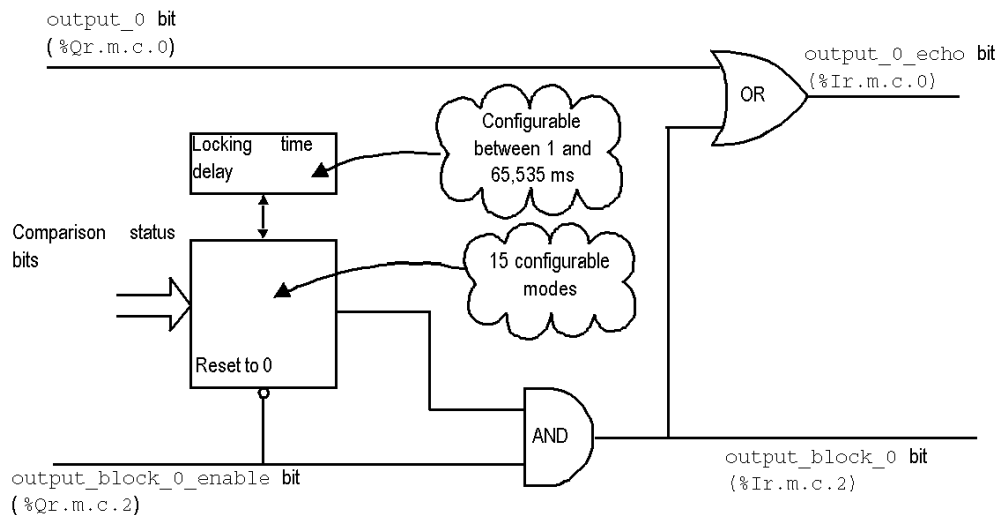 output_0 bit
(%Qr.m.c.0)
output_0_echo bit
(%Ir.m.c.0)
OR
Configurable
between 1 and
65,535 ms
Locking time
delay
Comparison status
bits
15 configurable
modes
Reset to 0
AND
output_block_0_enable bit
(%Qr.m.c.2)
output_block_0 bit
(%Ir.m.c.2)